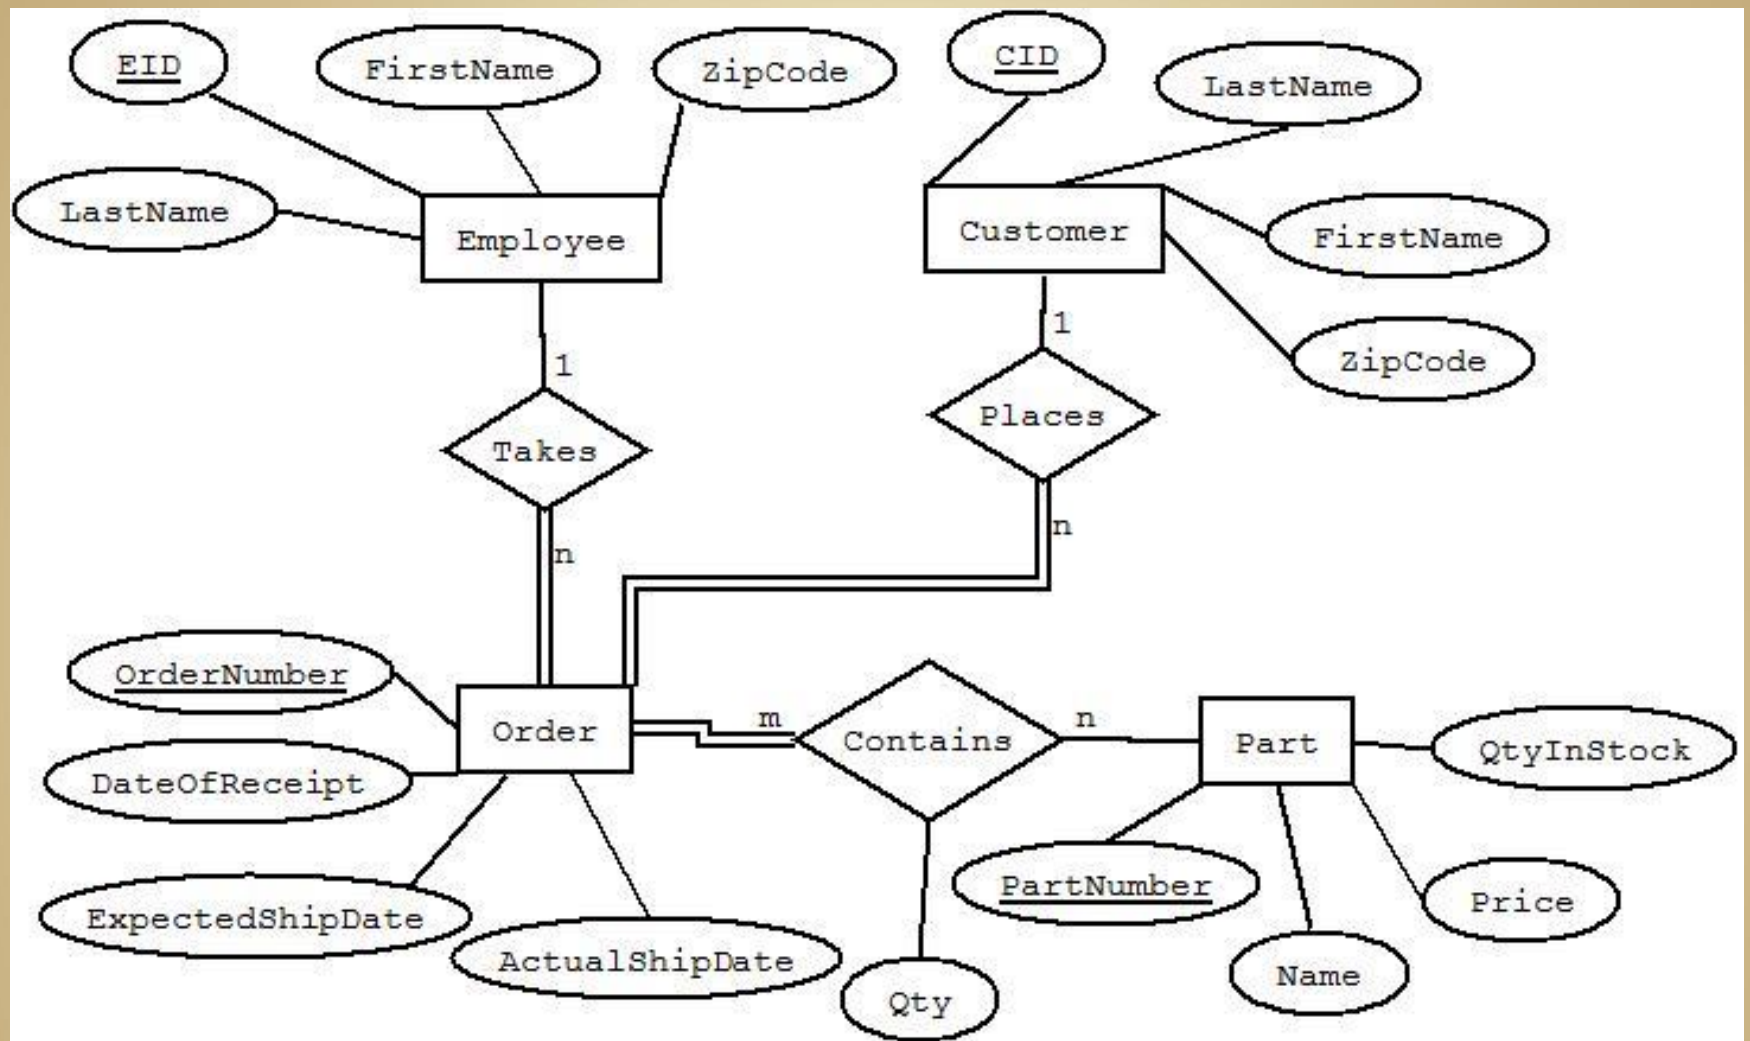 EID
FirstName
ZipCode
CID
LastName
LastName
Employee
Customer
FirstName
ZipCode
1
1
Takes
Places
n
n
OrderNumber
Order
m
Contains
n
Part
QtyInStock
DateOfReceipt
ExpectedShipDate
ActualShipDate
Qty
PartNumber
Name
Price